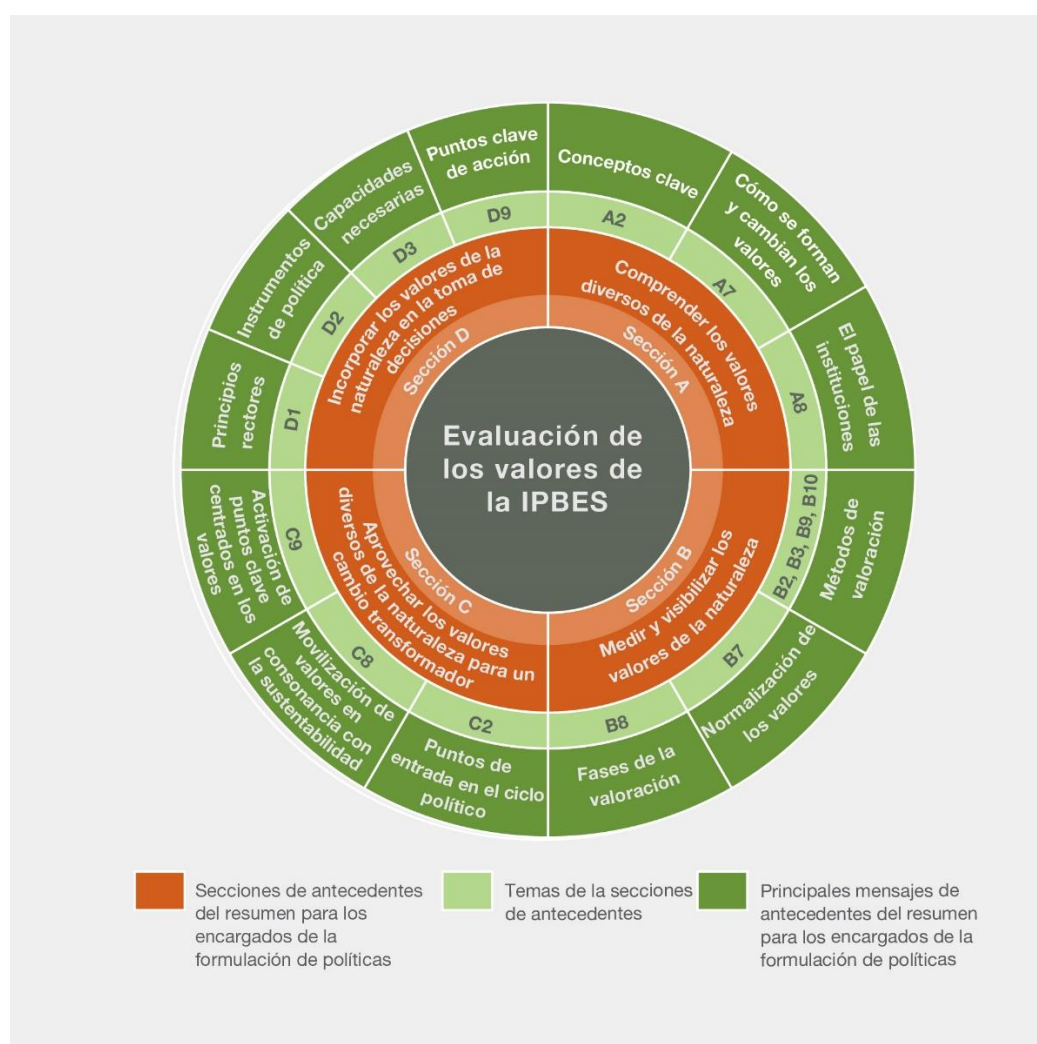 Evaluación de
los valores de
la IPBES
Sección A
Comprender los valores
diversos de la naturaleza
A2
Conceptos clave
A7
Cómo se forman
y cambian los
valores
A8
El papel de las
instituciones
Sección B
Medir y visibilizar los
valores de la naturaleza
B2, B3, B9, B10
Métodos de
valoración
B7
Normalización de
los valores
B8
Fases de la
valoración
Sección C
Aprovechar los valores
diversos de la naturaleza para un
cambio transformador
C2
Puntos de
entrada en el ciclo
político
C8
Movilización de
valores en
consonancia con
la sustentabilidad
C9
Activación de
puntos clave
centrados en los
valores
Sección D
Incorporar los valores de la
naturaleza en la toma de
decisiones
D1
Principios
rectores
D2
Instrumentos
de política
D3
Capacidades
necesarias
D9
Puntos clave
de acción
Secciones de antecedentes
del resumen para los
encargados de la
formulación de políticas
Temas de la secciones
de antecedentes
Principales mensajes de
antecedentes del resumen
para los encargados de la
formulación de políticas